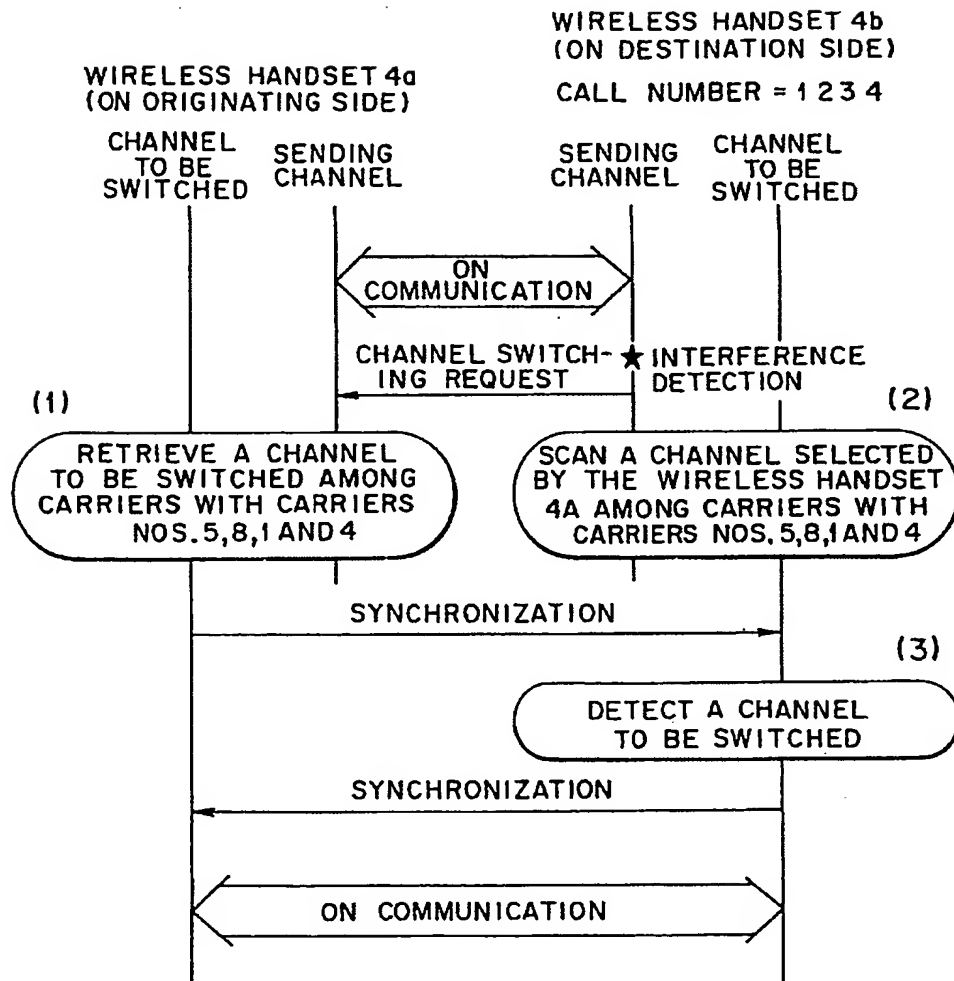 WIRELESS HANDSET 4b
(ON DESTINATION SIDE)
WIRELESS HANDSET 4a
(ON ORIGINATING SIDE)
CALL NUMBER = 1 2 3 4
CHANNEL
TO BE
SWITCHED
SENDING
CHANNEL
SENDING
CHANNEL
CHANNEL
TO BE
SWITCHED
ON
COMMUNICATION
CHANNEL SWITCH-
ING REQUEST
★ INTERFERENCE
DETECTION
(1)
(2)
RETRIEVE A CHANNEL
TO BE SWITCHED AMONG
CARRIERS WITH CARRIERS
NOS. 5, 8, 1 AND 4
SCAN A CHANNEL SELECTED
BY THE WIRELESS HANDSET
4A AMONG CARRIERS WITH
CARRIERS NOS. 5, 8, 1 AND 4
SYNCHRONIZATION
(3)
DETECT A CHANNEL
TO BE SWITCHED
SYNCHRONIZATION
ON COMMUNICATION